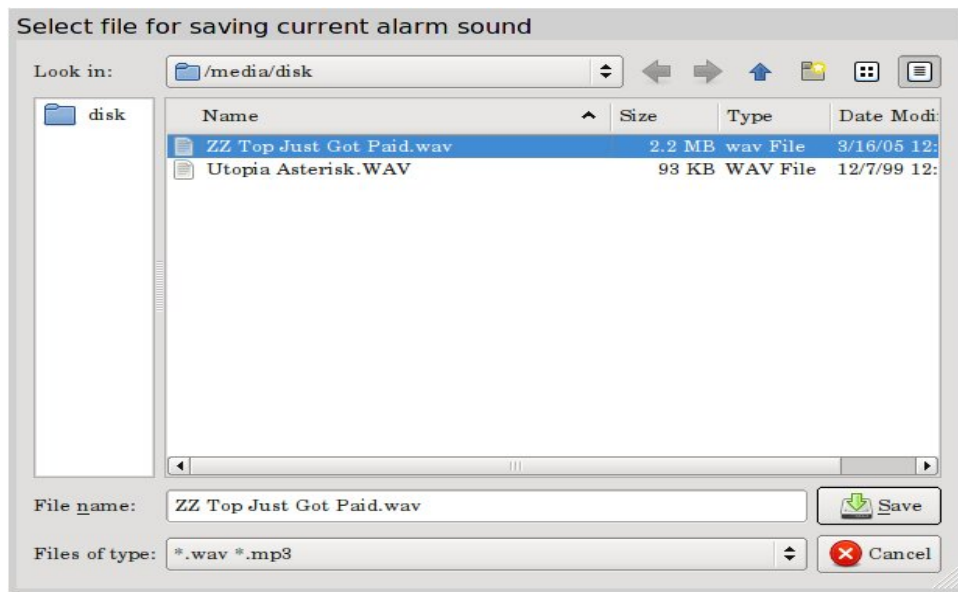 Select file for saving current alarm sound
Look in: /media/disk
disk
Name Size Type Date Modi
ZZ Top Just Got Paid.wav 2.2 MB wav File 3/16/05 12:
Utopia Asterisk.WAV 93 KB WAV File 12/7/99 12:
File name: ZZ Top Just Got Paid.wav Save
Files of type: *.wav *.mp3 Cancel